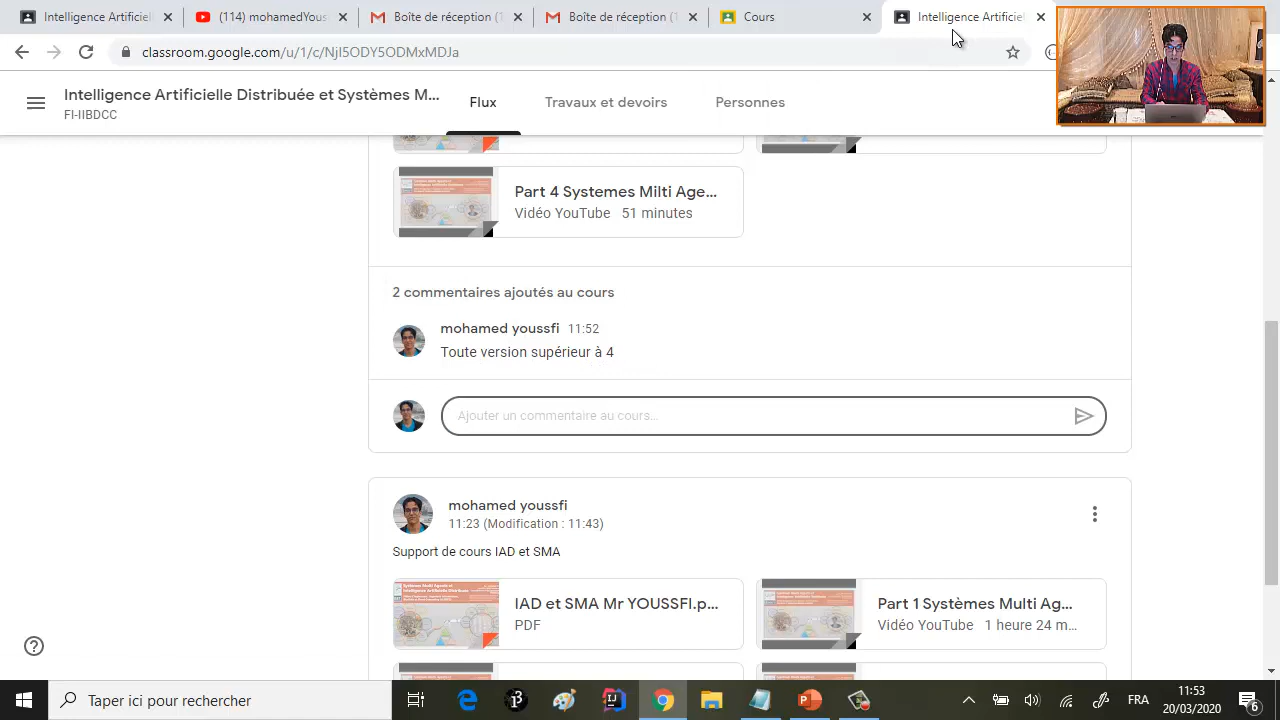 Intelligence Artificiel
(114) mohamedYous
Boîte de réception (1
Cours
Intelligence Artificiel
classroom.google.com/u/1/c/NjI5ODY5ODMxMDJa
Intelligence Artificielle Distribuée et Systèmes M...
FI-IIBDCC
Flux
Travaux et devoirs
Personnes
Part 4 Systemes Milti Age...
Vidéo YouTube 51 minutes
2 commentaires ajoutés au cours
mohamed youssfi 11:52
Toute version supérieur à 4
Ajouter un commentaire au cours...
mohamed youssfi
11:23 (Modification : 11:43)
Support de cours IAD et SMA
IAD et SMA Mr YOUSSFI.p...
PDF
Part 1 Systèmes Multi Ag...
Vidéo YouTube 1 heure 24 m...
Taper ici pour rechercher
FRA
11:53
20/03/2020
6